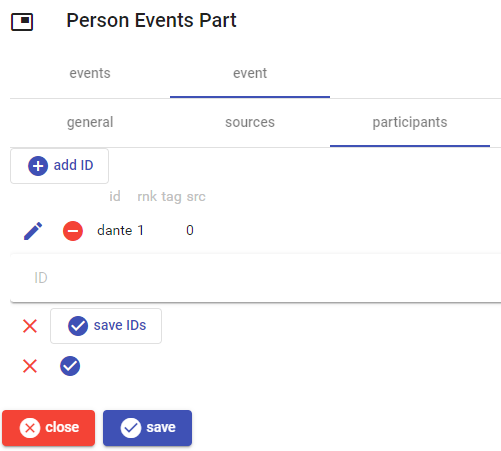 Person Events Part
events event
general sources participants
add ID
id rnk tag src
dante 1 0
ID
save IDs
close save